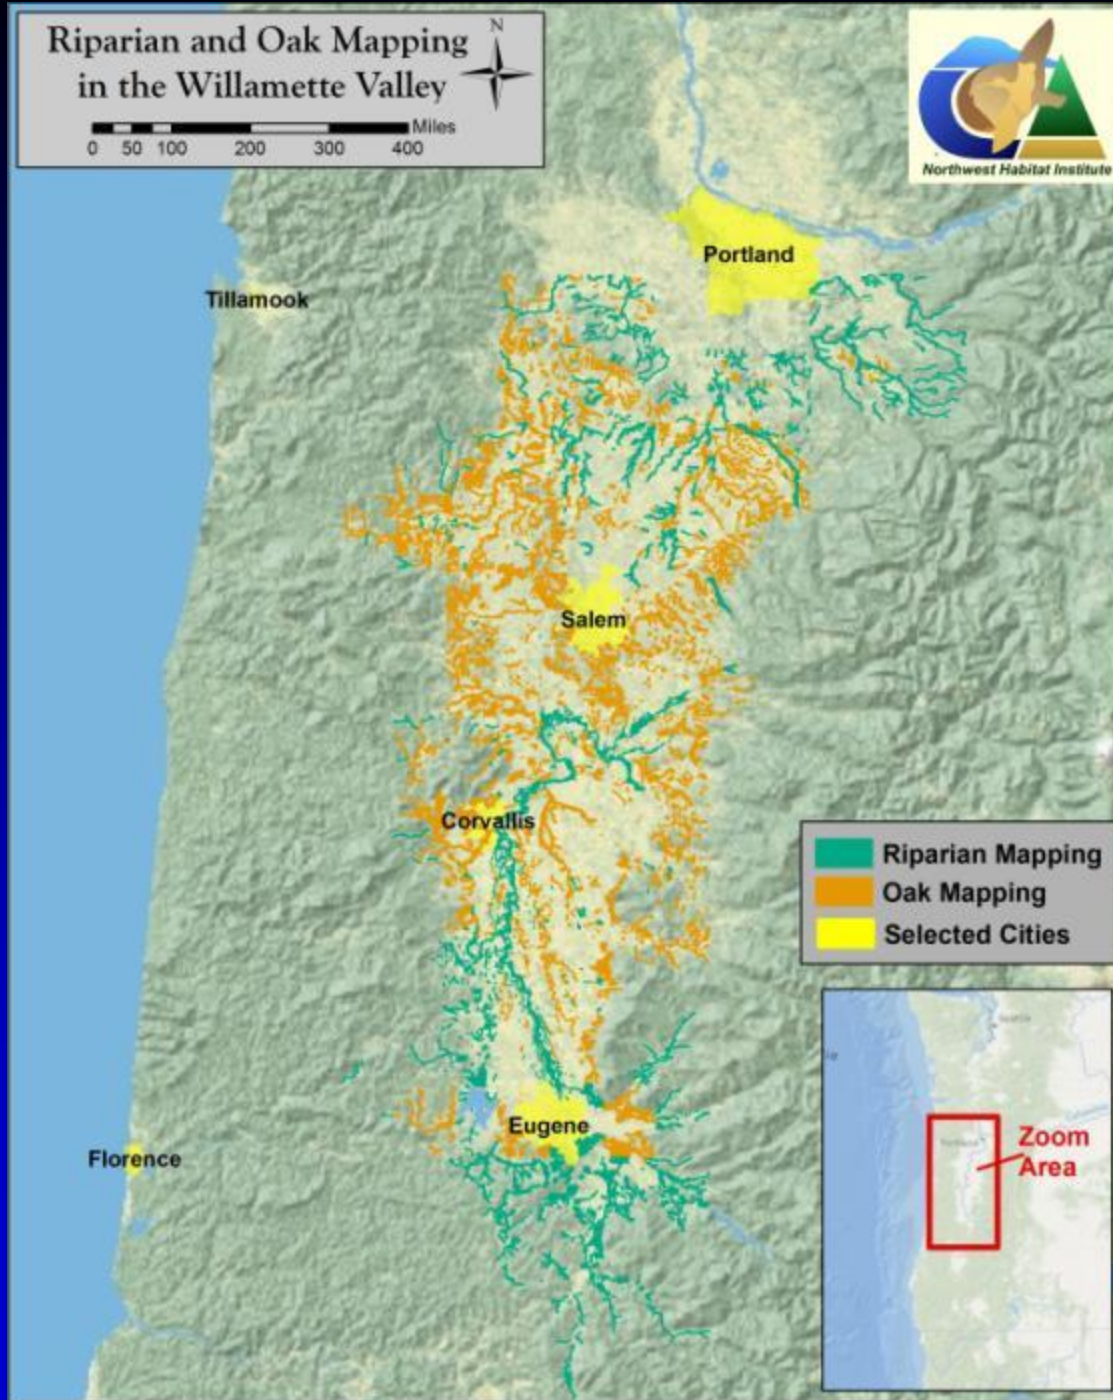 Riparian and Oak Mapping
in the Willamette Valley
N
Miles
0 50 100 200 300 400
Northwest Habitat Institute
Portland
Tillamook
Salem
Corvallis
Riparian Mapping
Oak Mapping
Selected Cities
Eugene
Florence
Zoom
Area